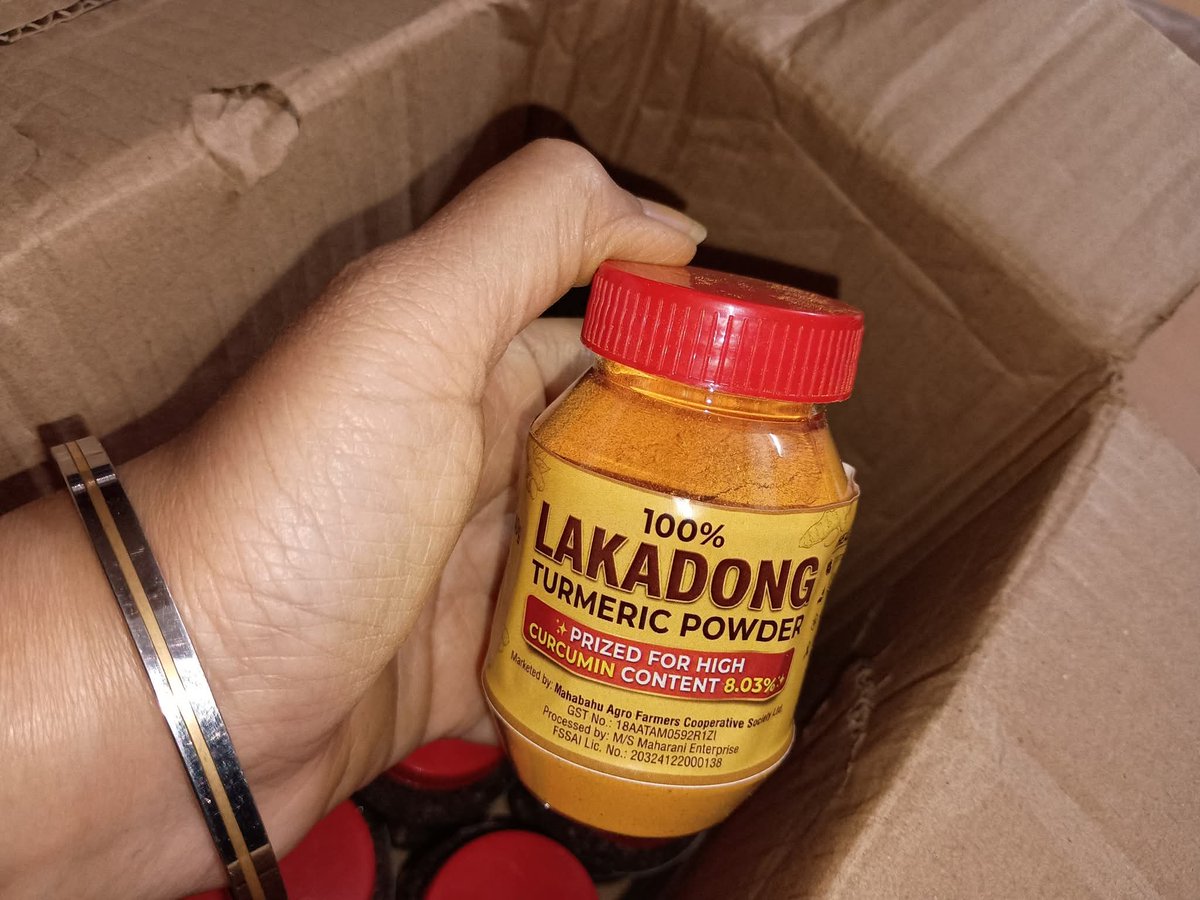 100%
LAKADONG
TURMERIC POWDER
PRIZED FOR HIGH
CURCUMIN CONTENT 8.03%
Marketed by: Mahabahu Agro Farmers Cooperative Society Ltd.
GST No.: 18AATAM0592R1ZI
Processed by: M/S Maharani Enterprise
FSSAI Lic. No.: 20324122000138